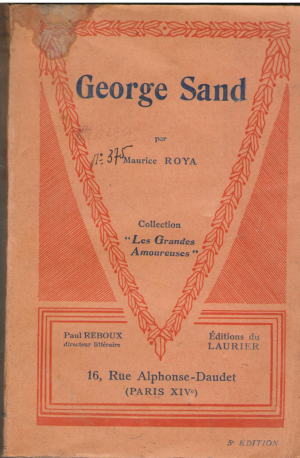 George Sand
par
N: 375
Maurice ROYA
Collection
"Les Grandes
Amoureuses"
Paul REBOUX
directeur littéraire
Éditions du
LAURIER
16, Rue Alphonse-Daudet
(PARIS XIVe)
5e ÉDITION